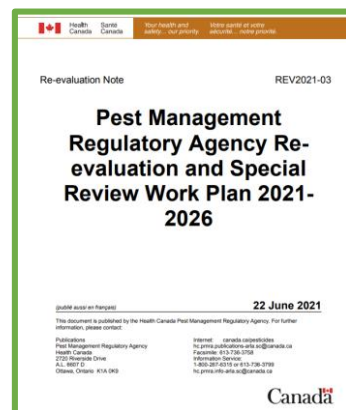 Health Canada
Santé Canada
Your health and safety... our priority.
Votre santé et votre sécurité... notre priorité.
Re-evaluation Note
REV2021-03
Pest Management
Regulatory Agency Re-
evaluation and Special
Review Work Plan 2021-
2026
(publié aussi en français)
22 June 2021
This document is published by the Health Canada Pest Management Regulatory Agency. For further
information, please contact:
Publications
Pest Management Regulatory Agency
Health Canada
2720 Riverside Drive
A.L. 6607 D
Ottawa, Ontario K1A 0K9
Internet: canada.ca/pesticides
hc.pmra.publications-arla.sc@canada.ca
Facsimile: 613-736-3758
Information Service:
1-800-267-6315 or 613-736-3799
hc.pmra.info-arla.sc@canada.ca
Canada